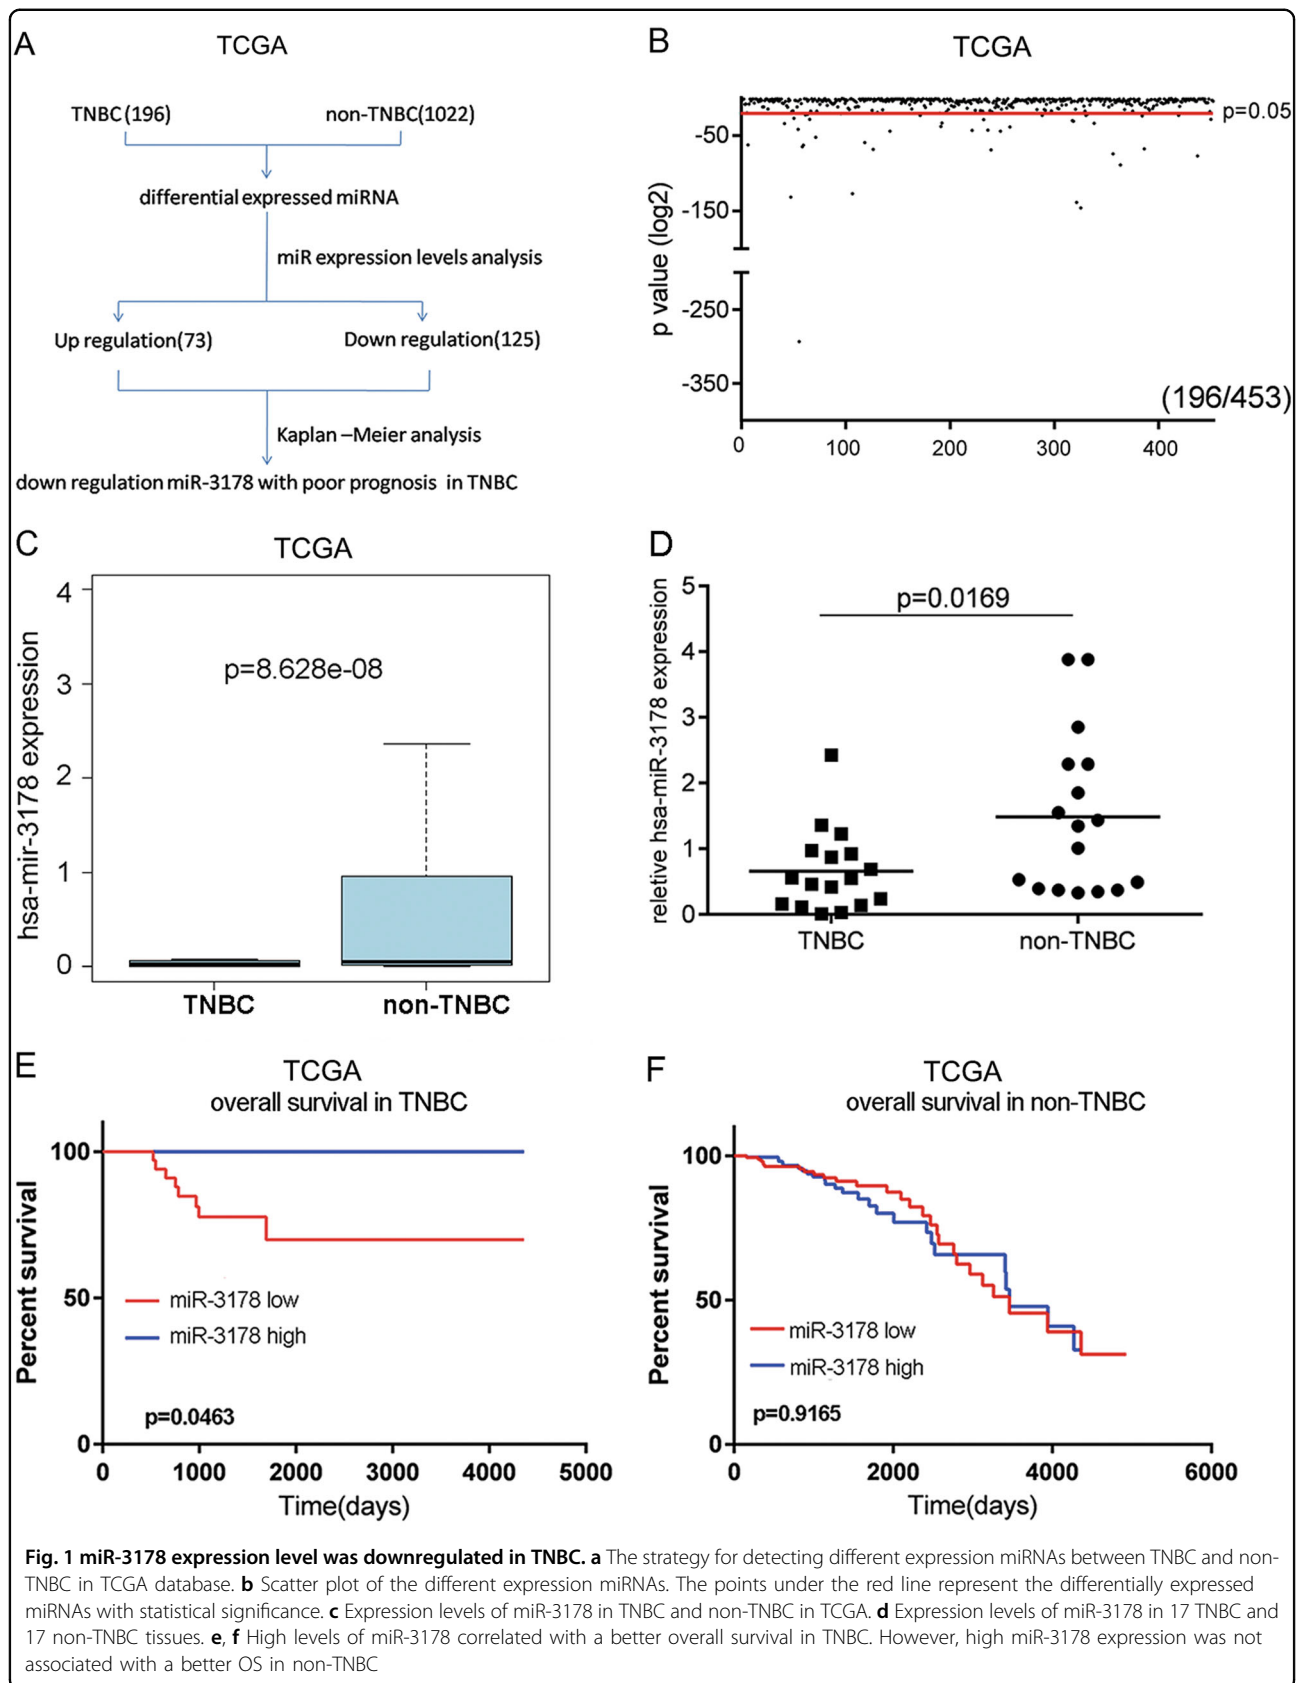 A
TCGA
TNBC(196)
non-TNBC(1022)
differential expressed miRNA
miR expression levels analysis
Up regulation(73)
Down regulation(125)
Kaplan –Meier analysis
down regulation miR-3178 with poor prognosis in TNBC
B
TCGA
p value (log2)
-50
-150
-250
-350
p=0.05
(196/453)
0 100 200 300 400
C
TCGA
hsa-mir-3178 expression
4
3
2
1
0
p=8.628e-08
TNBC non-TNBC
D
reletive hsa-miR-3178 expression
5
4
3
2
1
0
p=0.0169
TNBC non-TNBC
E
TCGA
overall survival in TNBC
Percent survival
100
50
0
miR-3178 low
miR-3178 high
p=0.0463
0 1000 2000 3000 4000 5000
Time(days)
F
TCGA
overall survival in non-TNBC
Percent survival
100
50
0
miR-3178 low
miR-3178 high
p=0.9165
0 2000 4000 6000
Time(days)
Fig. 1 miR-3178 expression level was downregulated in TNBC. a The strategy for detecting different expression miRNAs between TNBC and non-
TNBC in TCGA database. b Scatter plot of the different expression miRNAs. The points under the red line represent the differentially expressed
miRNAs with statistical significance. c Expression levels of miR-3178 in TNBC and non-TNBC in TCGA. d Expression levels of miR-3178 in 17 TNBC and
17 non-TNBC tissues. e, f High levels of miR-3178 correlated with a better overall survival in TNBC. However, high miR-3178 expression was not
associated with a better OS in non-TNBC